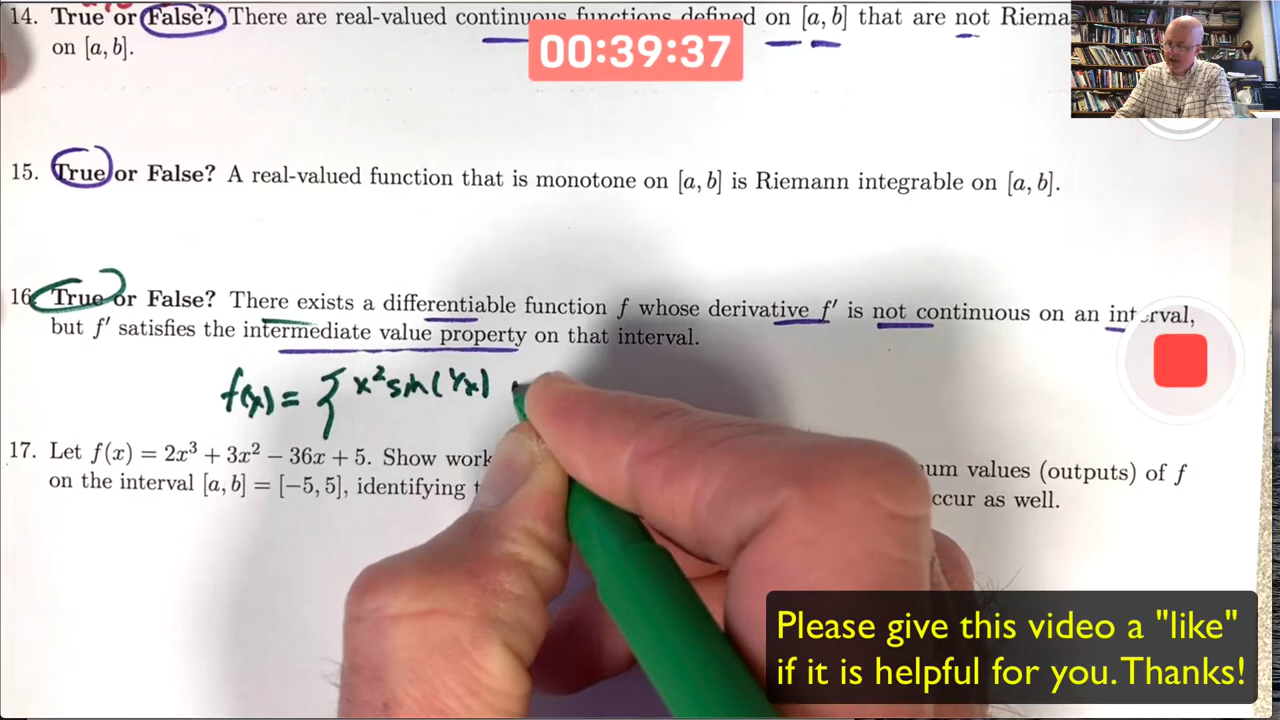 14. True or False? There are real-valued continuous functions defined on [a, b] that are not
on [a, b].
00:39:37
15. True or False? A real-valued function that is monotone on [a, b] is Riemann integrable on [a, b].
16. True or False? There exists a differentiable function f whose derivative f′ is not continuous on an interval,
but f′ satisfies the intermediate value property on that interval.
f(x) = { x² sin(1/x)
17. Let f(x) = 2x³ + 3x² − 36x + 5. Show work
values (outputs) of f
on the interval [a, b] = [−5, 5], identifying
as well.
Please give this video a "like"
if it is helpful for you. Thanks!